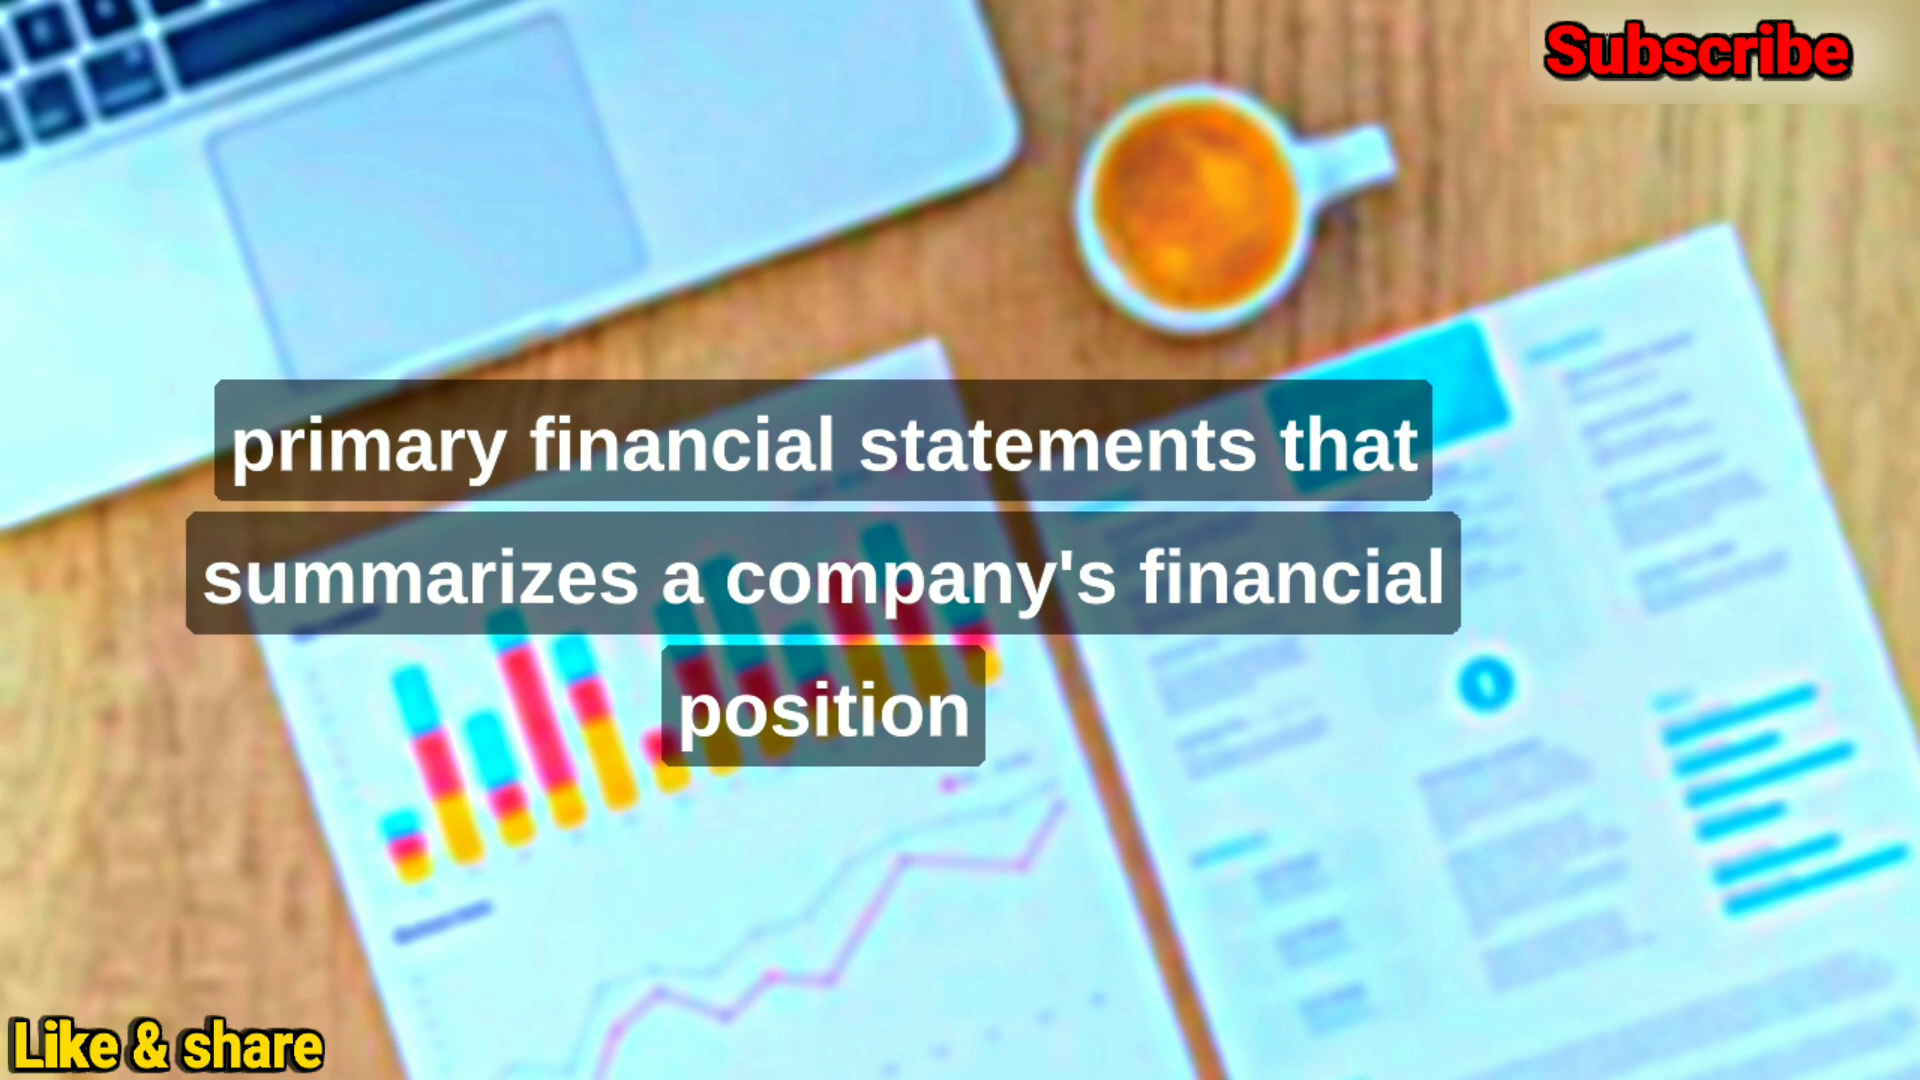 Subscribe
primary financial statements that
summarizes a company's financial
position
Like & share